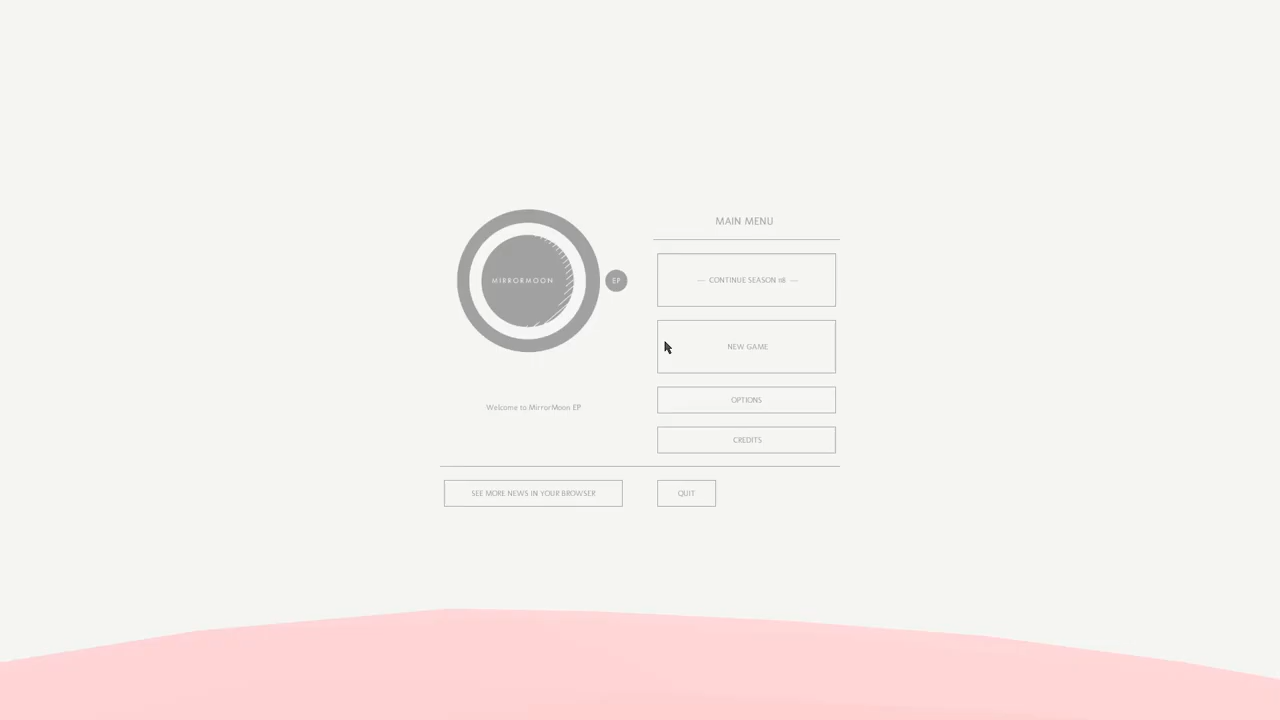 MIRRORMOON
EP
MAIN MENU
CONTINUE SEASON
NEW GAME
Welcome to MirrorMoon EP
OPTIONS
CREDITS
SEE MORE NEWS IN YOUR BROWSER
QUIT